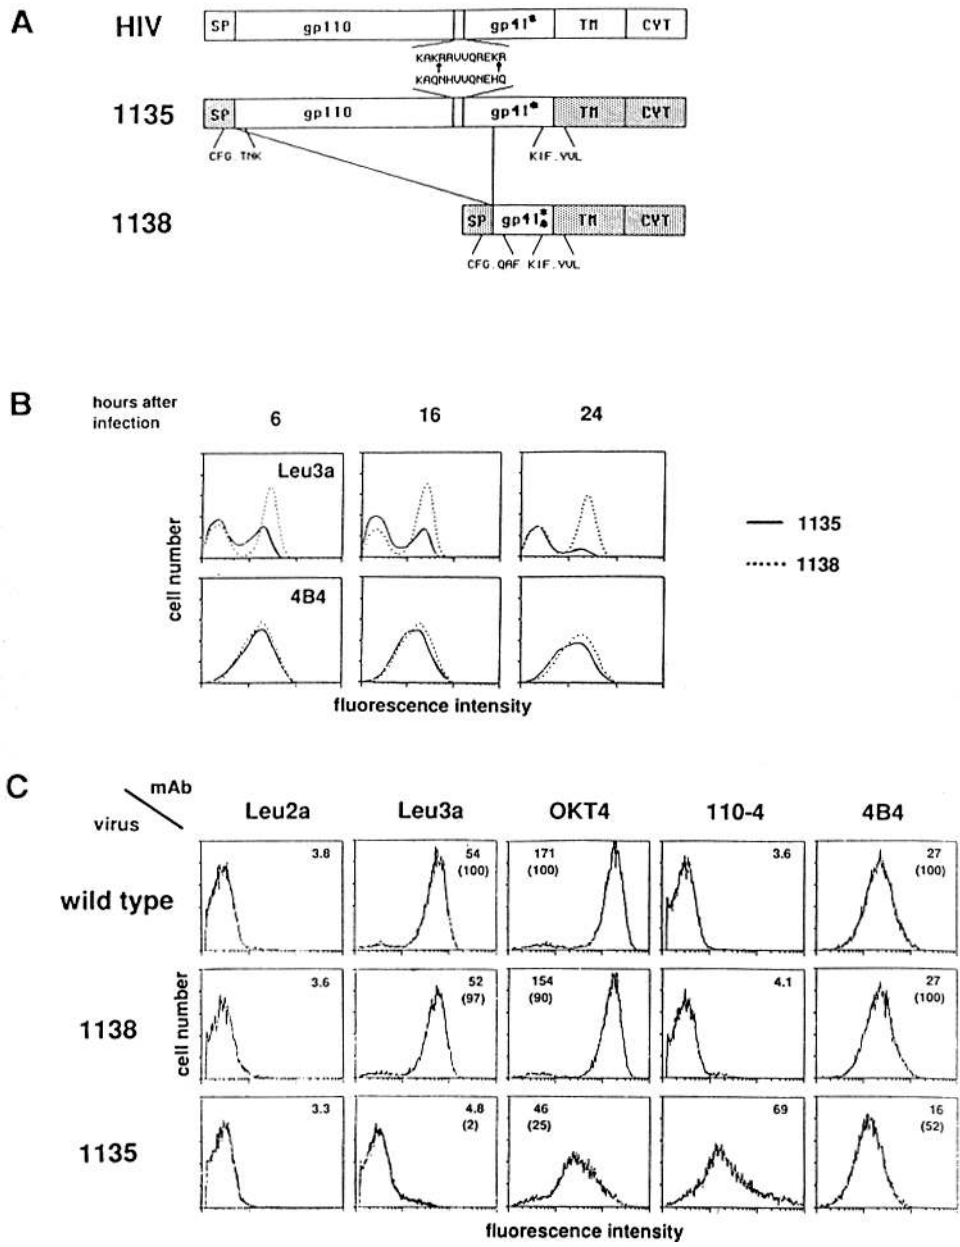 A
HIV
SP gp110 gp41* TM CYT
KAKRRVVQREKR
KAQNHVVQNEHQ
1135
SP gp110 gp41* TM CYT
CFG.TNK KIF.YVL
1138
SP gp41** TM CYT
CFG.QAF KIF.YVL
B
hours after
infection
6 16 24
Leu3a
4B4
cell number
1135
1138
fluorescence intensity
C
mAb
virus
Leu2a Leu3a OKT4 110-4 4B4
wild type
3.8 54 171 3.6 27
(100) (100) (100)
1138
3.6 52 154 4.1 27
(97) (90) (100)
cell number
1135
3.3 4.8 46 69 16
(2) (25) (52)
fluorescence intensity